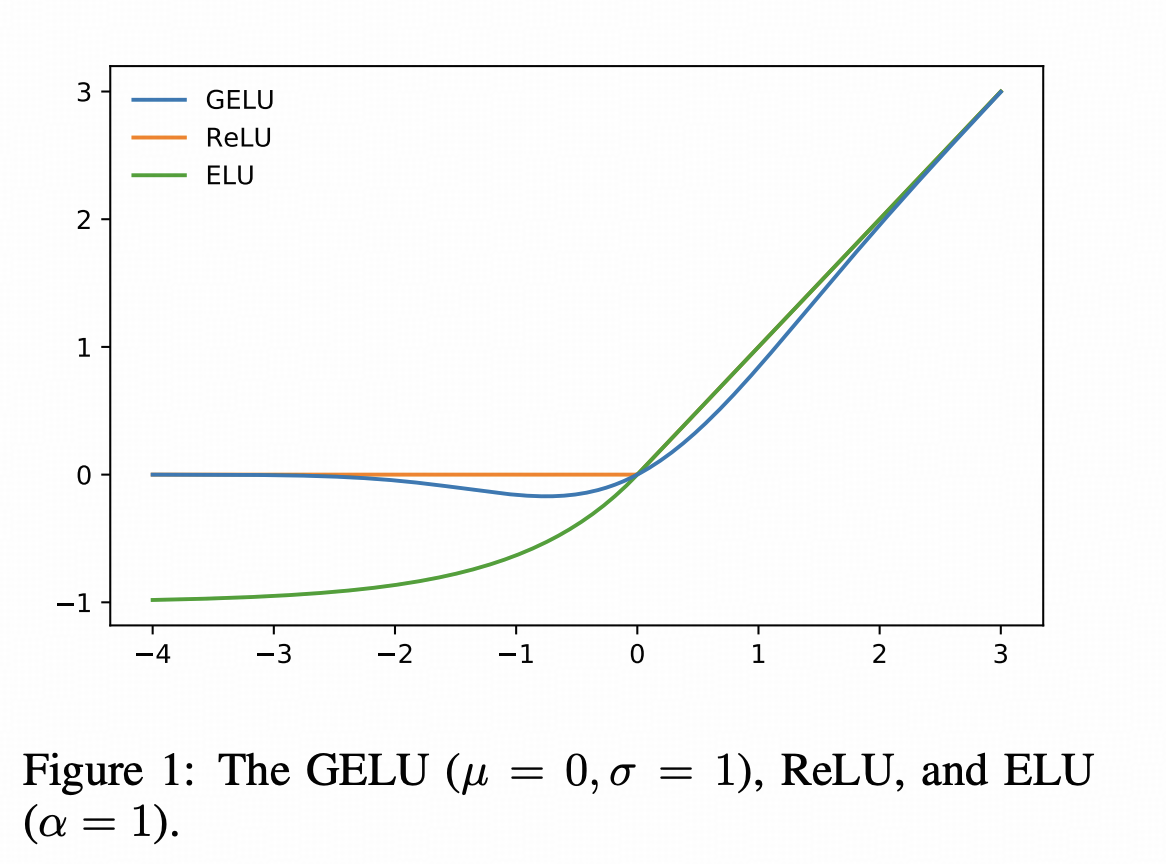 GELU
ReLU
ELU
3
2
1
0
−1
−4 −3 −2 −1 0 1 2 3
Figure 1: The GELU (μ = 0, σ = 1), ReLU, and ELU
(α = 1).